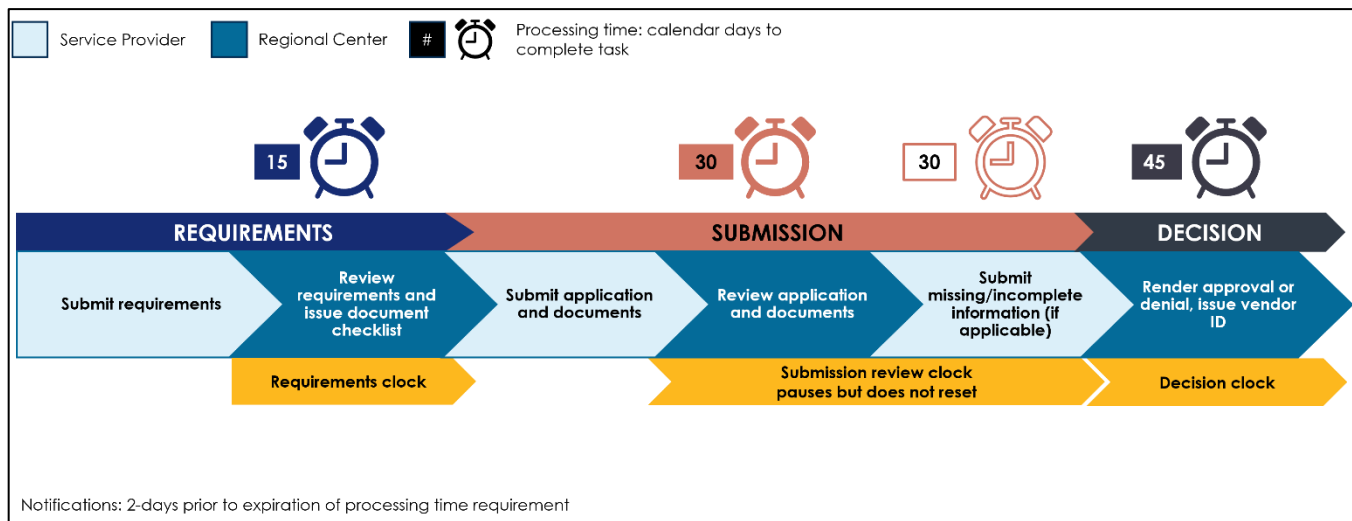 Service Provider
Regional Center
#
Processing time: calendar days to
complete task
15
30
30
45
REQUIREMENTS
SUBMISSION
DECISION
Submit requirements
Review
requirements and
issue document
checklist
Submit application
and documents
Review application
and documents
Submit
missing/incomplete
information (if
applicable)
Render approval or
denial, issue vendor
ID
Requirements clock
Submission review clock
pauses but does not reset
Decision clock
Notifications: 2-days prior to expiration of processing time requirement